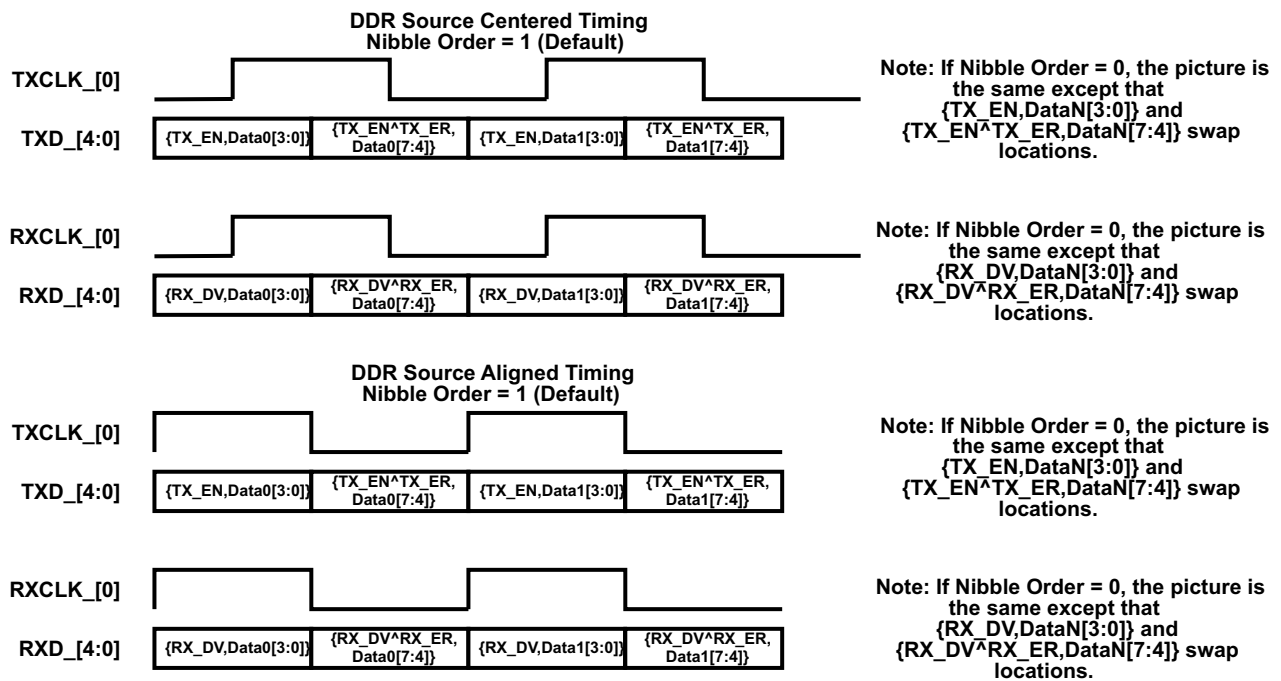 DDR Source Centered Timing
Nibble Order = 1 (Default)
TXCLK_[0]
TXD_[4:0]
{TX_EN,Data0[3:0]}
{TX_EN^TX_ER,
Data0[7:4]}
{TX_EN,Data1[3:0]}
{TX_EN^TX_ER,
Data1[7:4]}
Note: If Nibble Order = 0, the picture is
the same except that
{TX_EN,DataN[3:0]} and
{TX_EN^TX_ER,DataN[7:4]} swap
locations.
RXCLK_[0]
RXD_[4:0]
{RX_DV,Data0[3:0]}
{RX_DV^RX_ER,
Data0[7:4]}
{RX_DV,Data1[3:0]}
{RX_DV^RX_ER,
Data1[7:4]}
Note: If Nibble Order = 0, the picture is
the same except that
{RX_DV,DataN[3:0]} and
{RX_DV^RX_ER,DataN[7:4]} swap
locations.
DDR Source Aligned Timing
Nibble Order = 1 (Default)
TXCLK_[0]
TXD_[4:0]
{TX_EN,Data0[3:0]}
{TX_EN^TX_ER,
Data0[7:4]}
{TX_EN,Data1[3:0]}
{TX_EN^TX_ER,
Data1[7:4]}
Note: If Nibble Order = 0, the picture is
the same except that
{TX_EN,DataN[3:0]} and
{TX_EN^TX_ER,DataN[7:4]} swap
locations.
RXCLK_[0]
RXD_[4:0]
{RX_DV,Data0[3:0]}
{RX_DV^RX_ER,
Data0[7:4]}
{RX_DV,Data1[3:0]}
{RX_DV^RX_ER,
Data1[7:4]}
Note: If Nibble Order = 0, the picture is
the same except that
{RX_DV,DataN[3:0]} and
{RX_DV^RX_ER,DataN[7:4]} swap
locations.